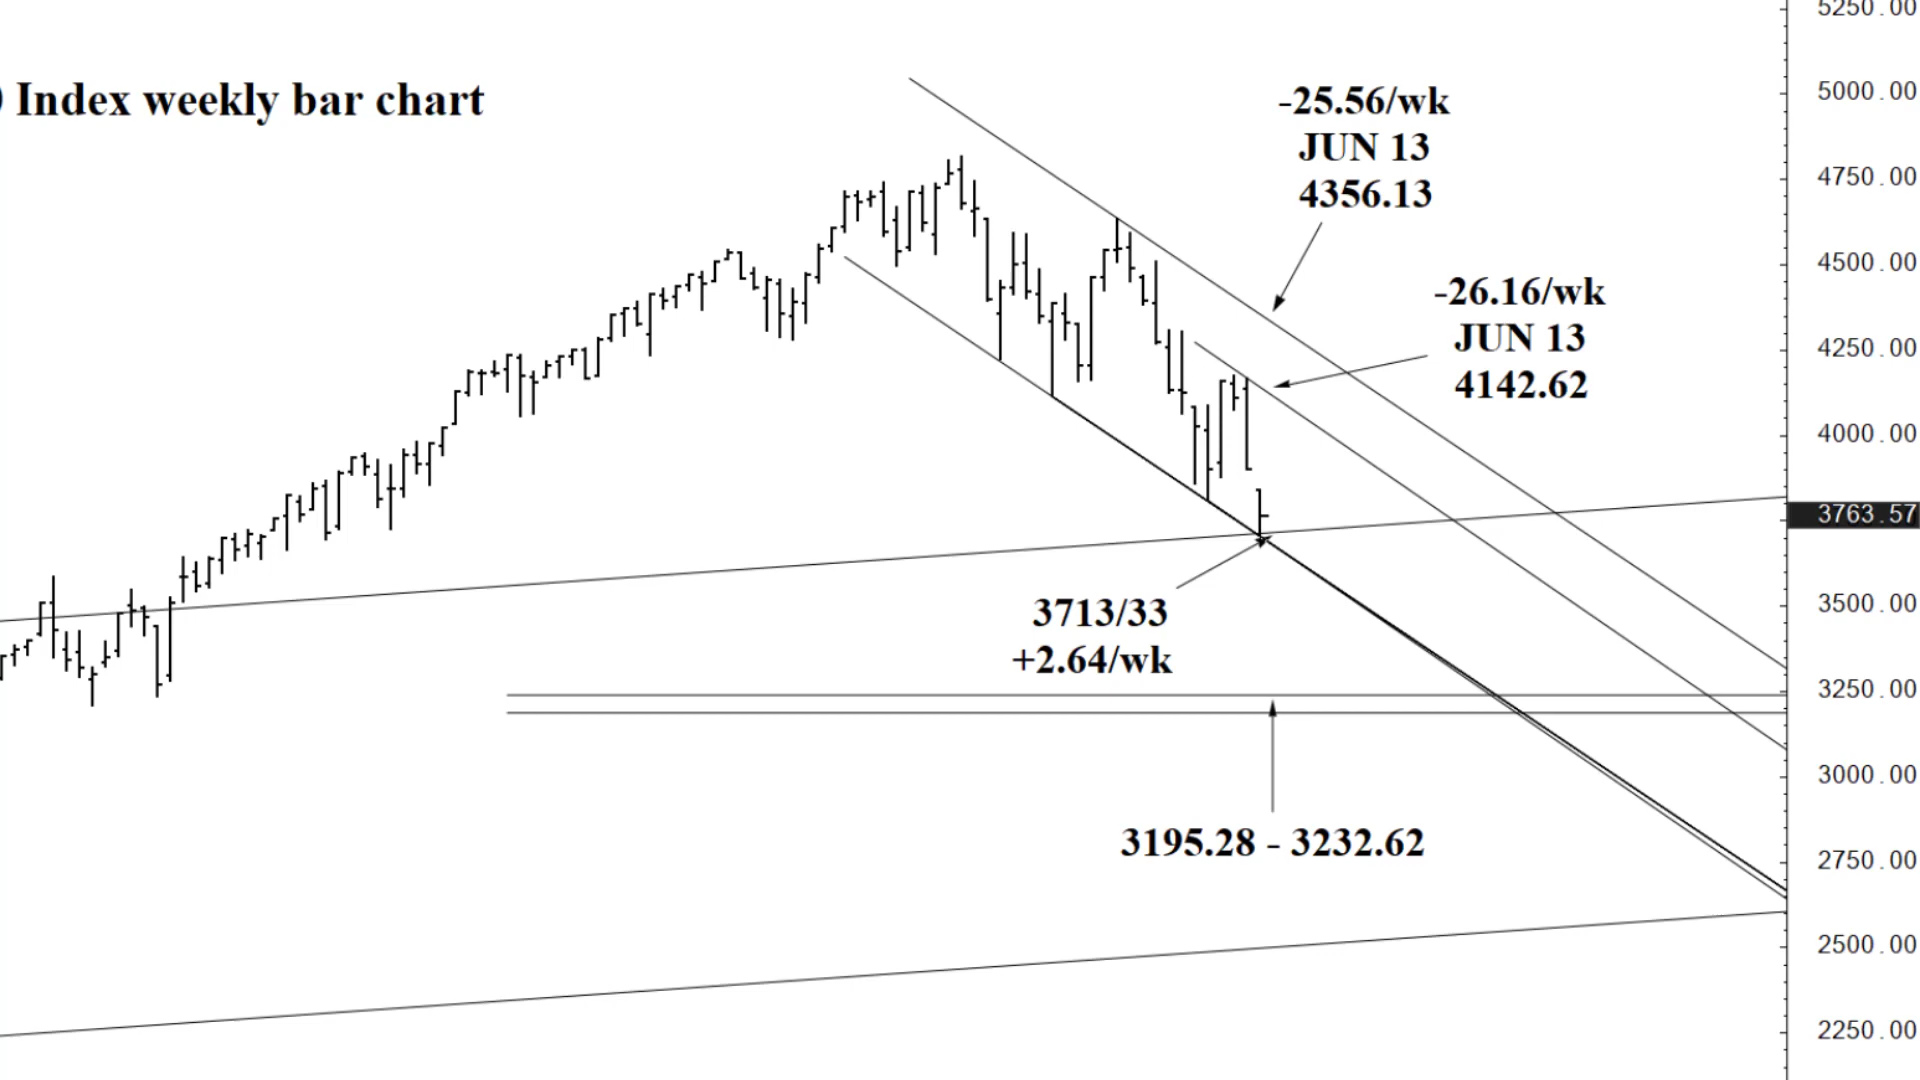 ) Index weekly bar chart
-25.56/wk
JUN 13
4356.13
-26.16/wk
JUN 13
4142.62
3713/33
+2.64/wk
3195.28 - 3232.62
5250.00
5000.00
4750.00
4500.00
4250.00
4000.00
3763.57
3500.00
3250.00
3000.00
2750.00
2500.00
2250.00